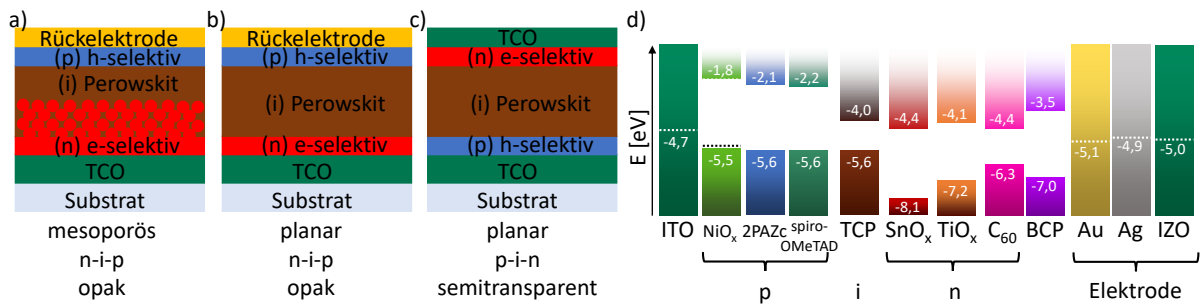 a)
Rückelektrode
(p) h-selektiv
(i) Perowskit
(n) e-selektiv
TCO
Substrat
mesoporös
n-i-p
opak
b)
Rückelektrode
(p) h-selektiv
(i) Perowskit
(n) e-selektiv
TCO
Substrat
planar
n-i-p
opak
c)
TCO
(n) e-selektiv
(i) Perowskit
(p) h-selektiv
TCO
Substrat
planar
p-i-n
semitransparent
d)
E [eV]
-1,8
-2,1
-2,2
-4,0
-4,4
-4,1
-4,4
-3,5
-4,7
-5,5
-5,6
-5,6
-5,6
-8,1
-7,2
-6,3
-7,0
-5,1
-4,9
-5,0
ITO
NiOₓ
2PAZc
spiro-
OMeTAD
TCP
SnOₓ
TiOₓ
C₆₀
BCP
Au
Ag
IZO
p
i
n
Elektrode